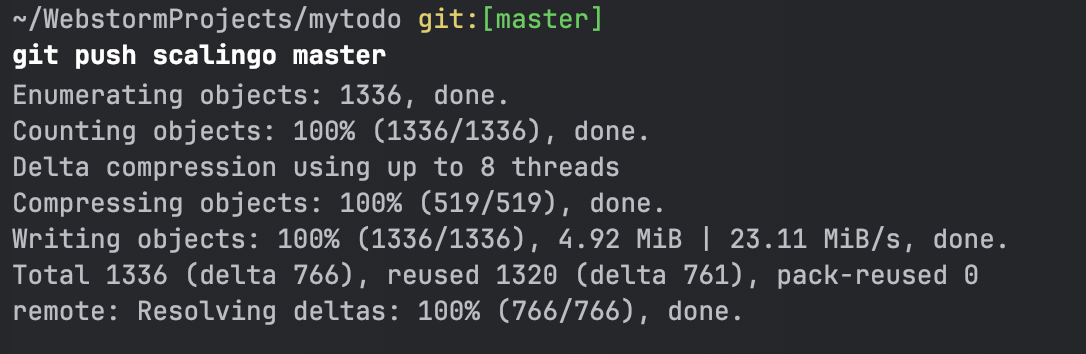 ~/WebstormProjects/mytodo git:[master]
git push scalingo master
Enumerating objects: 1336, done.
Counting objects: 100% (1336/1336), done.
Delta compression using up to 8 threads
Compressing objects: 100% (519/519), done.
Writing objects: 100% (1336/1336), 4.92 MiB | 23.11 MiB/s, done.
Total 1336 (delta 766), reused 1320 (delta 761), pack-reused 0
remote: Resolving deltas: 100% (766/766), done.